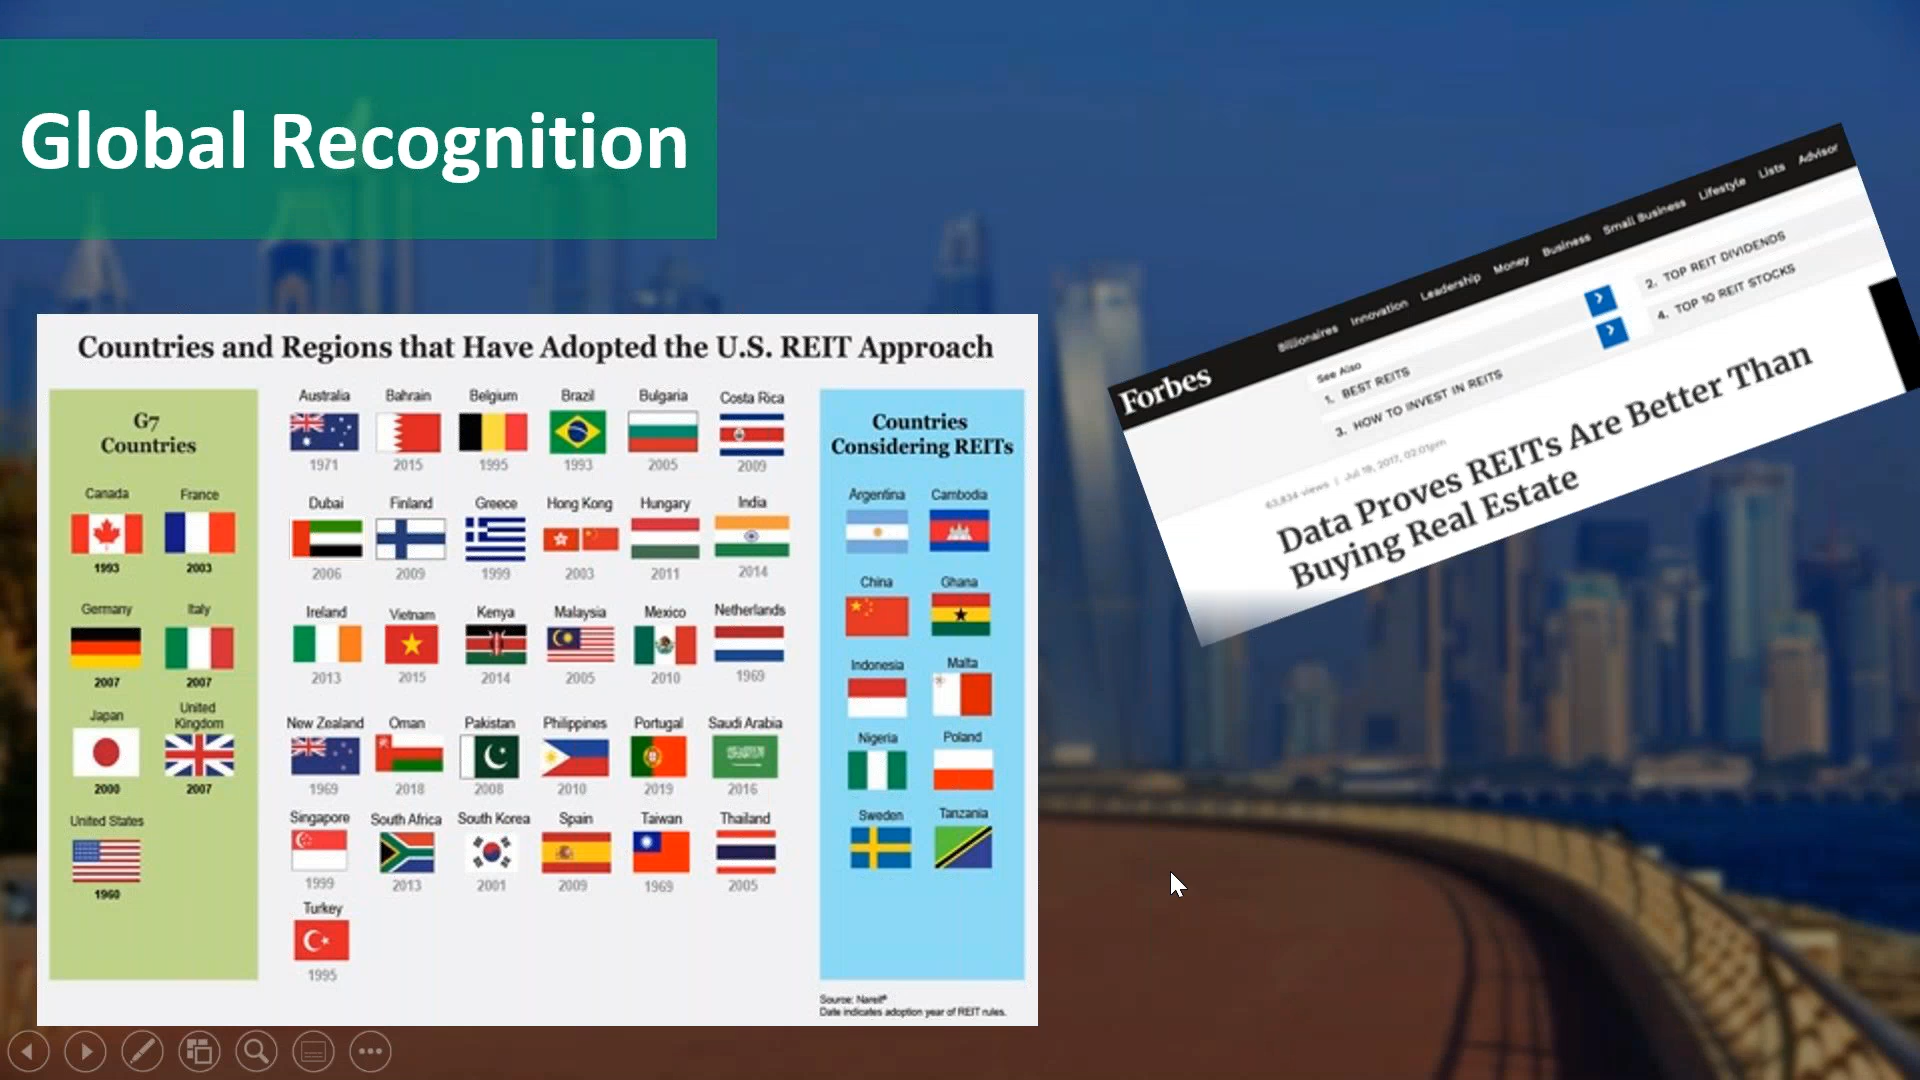 Global Recognition
Countries and Regions that Have Adopted the U.S. REIT Approach
G7
Countries
Canada France
1993 2003
Germany Italy
2007 2007
Japan United
Kingdom
2000 2007
United States
1960
Australia Bahrain Belgium Brazil Bulgaria Costa Rica
1971 2015 1995 1993 2005 2009
Dubai Finland Greece Hong Kong Hungary India
2006 2009 1999 2003 2011 2014
Ireland Vietnam Kenya Malaysia Mexico Netherlands
2013 2015 2014 2005 2010 1969
New Zealand Oman Pakistan Philippines Portugal Saudi Arabia
1969 2018 2008 2010 2019 2016
Singapore South Africa South Korea Spain Taiwan Thailand
1999 2013 2001 2009 1969 2005
Turkey
1995
Countries
Considering REITs
Argentina Cambodia
China Ghana
Indonesia Malta
Nigeria Poland
Sweden Tanzania
Source: Nareit®
Date indicates adoption year of REIT rules.
Forbes Billionaires Innovation Leadership Money Business Small Business Lifestyle Lists Advisor
See Also
1. BEST REITS
2. TOP REIT DIVIDENDS
3. HOW TO INVEST IN REITS
4. TOP 10 REIT STOCKS
63,834 views | Jul 19, 2017, 02:01pm
Data Proves REITs Are Better Than
Buying Real Estate